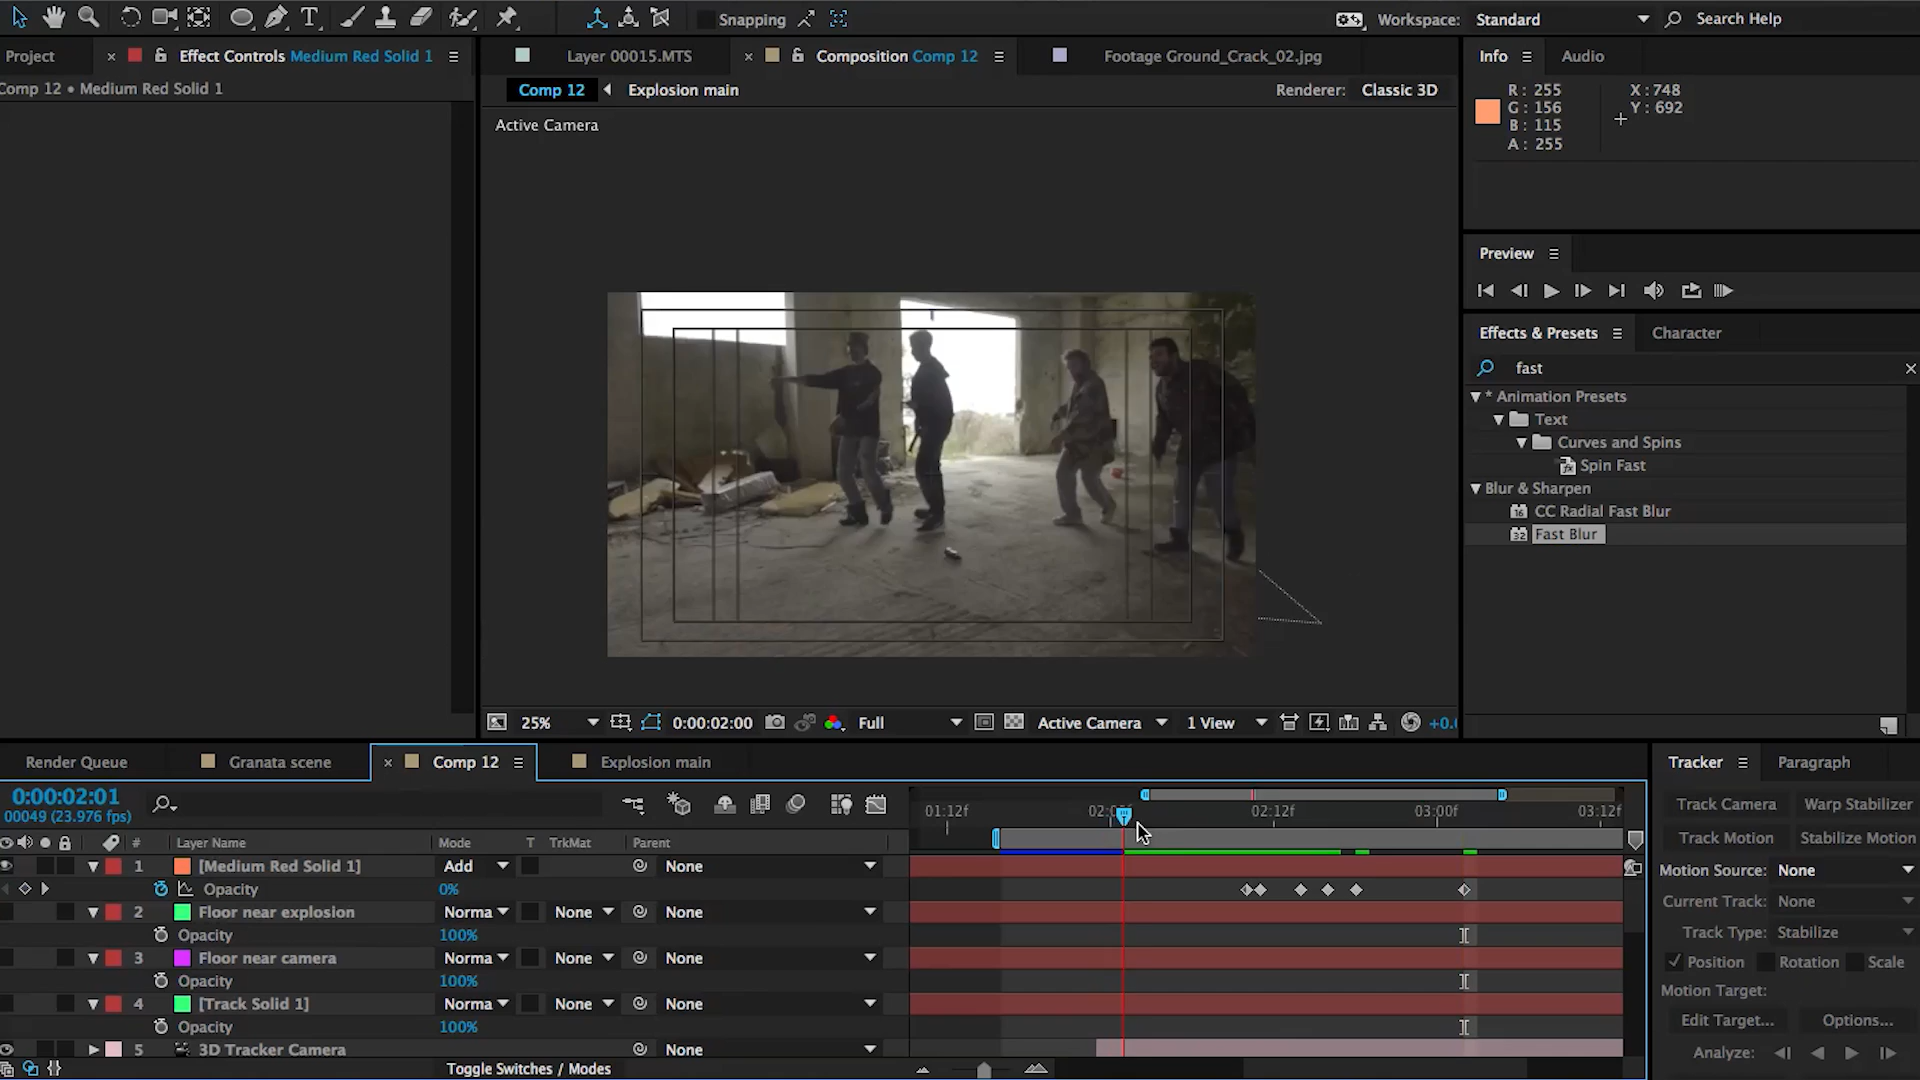 Snapping
Workspace: Standard
Search Help
Project
Effect Controls Medium Red Solid 1
Layer 00015.MTS
Composition Comp 12
Footage Ground_Crack_02.jpg
Info
Audio
Comp 12 • Medium Red Solid 1
Comp 12
Explosion main
Renderer: Classic 3D
R : 255
G : 156
B : 115
A : 255
X : 748
Y : 692
Active Camera
Preview
Effects & Presets
Character
fast
* Animation Presets
Text
Curves and Spins
Spin Fast
Blur & Sharpen
CC Radial Fast Blur
Fast Blur
25%
0:00:02:00
Full
Active Camera
1 View
+0.
Render Queue
Granata scene
Comp 12
Explosion main
Tracker
Paragraph
0:00:02:01
00049 (23.976 fps)
01:12f
02:12f
03:00f
03:12f
Track Camera
Warp Stabilizer
Track Motion
Stabilize Motion
# Layer Name Mode T TrkMat Parent
1 [Medium Red Solid 1] Add None
Opacity 0%
2 Floor near explosion Norma None None
Opacity 100%
3 Floor near camera Norma None None
Opacity 100%
4 [Track Solid 1] Norma None None
Opacity 100%
5 3D Tracker Camera None
Toggle Switches / Modes
Motion Source: None
Current Track: None
Track Type: Stabilize
Position Rotation Scale
Motion Target:
Edit Target... Options...
Analyze: